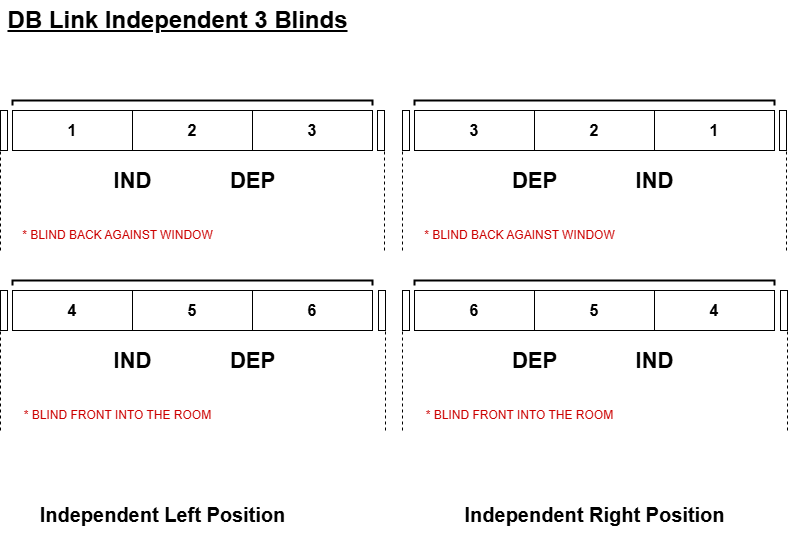 DB Link Independent 3 Blinds
1 2 3
IND DEP
* BLIND BACK AGAINST WINDOW
3 2 1
DEP IND
* BLIND BACK AGAINST WINDOW
4 5 6
IND DEP
* BLIND FRONT INTO THE ROOM
6 5 4
DEP IND
* BLIND FRONT INTO THE ROOM
Independent Left Position
Independent Right Position